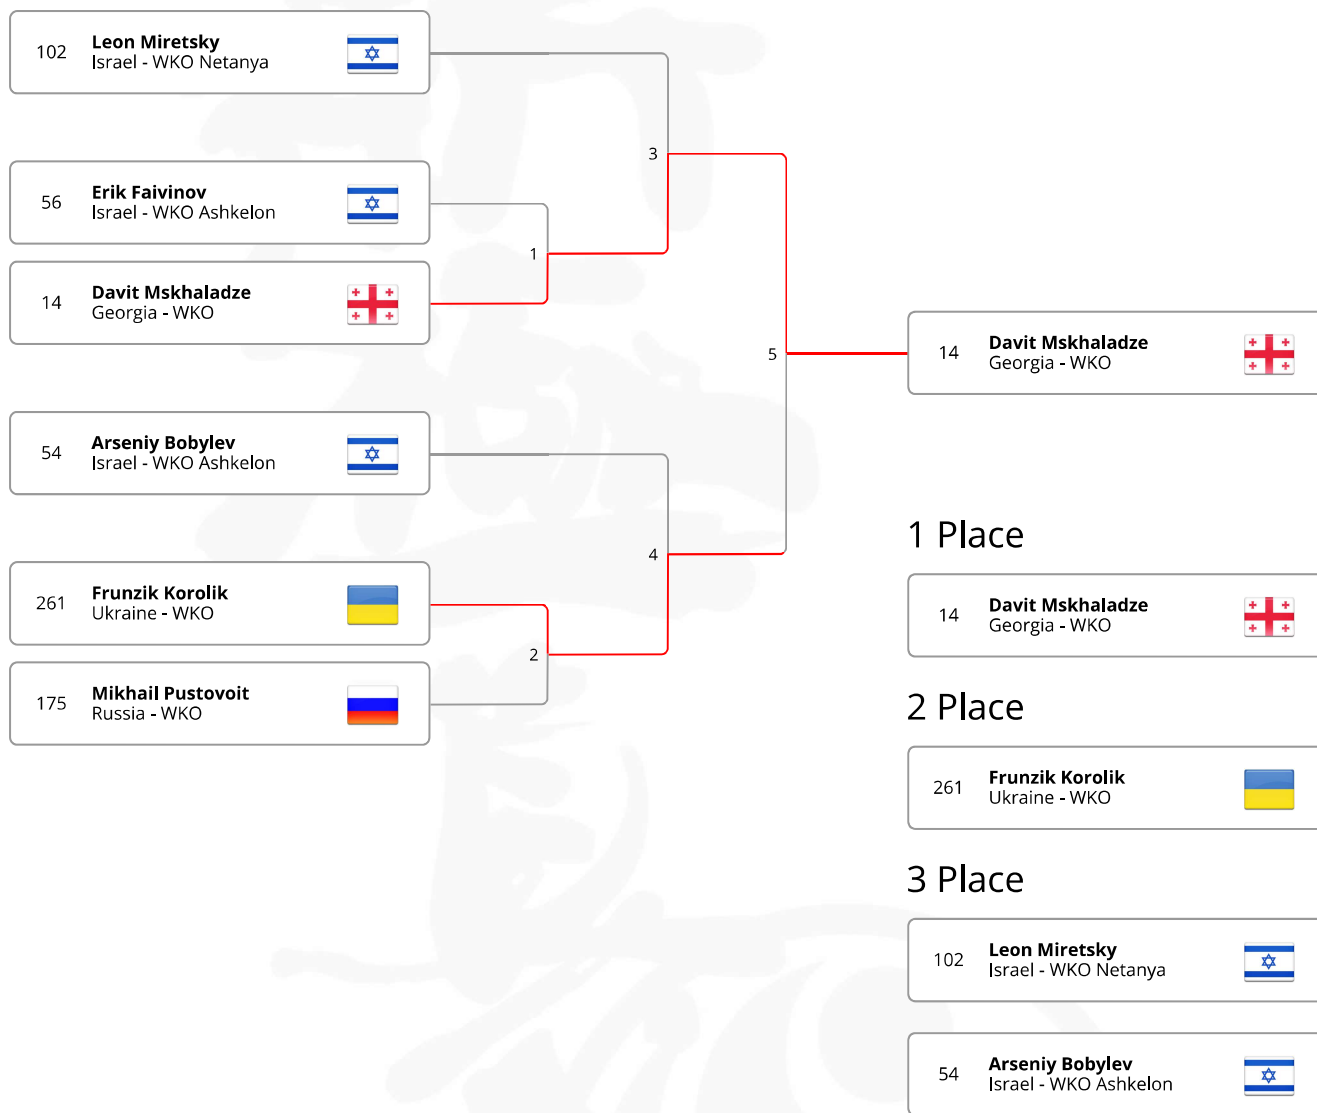 102
Leon Miretsky
Israel - WKO Netanya
3
56
Erik Faivinov
Israel - WKO Ashkelon
1
14
Davit Mskhaladze
Georgia - WKO
5
14
Davit Mskhaladze
Georgia - WKO
54
Arseniy Bobylev
Israel - WKO Ashkelon
4
261
Frunzik Korolik
Ukraine - WKO
2
175
Mikhail Pustovoit
Russia - WKO
1 Place
14
Davit Mskhaladze
Georgia - WKO
2 Place
261
Frunzik Korolik
Ukraine - WKO
3 Place
102
Leon Miretsky
Israel - WKO Netanya
54
Arseniy Bobylev
Israel - WKO Ashkelon